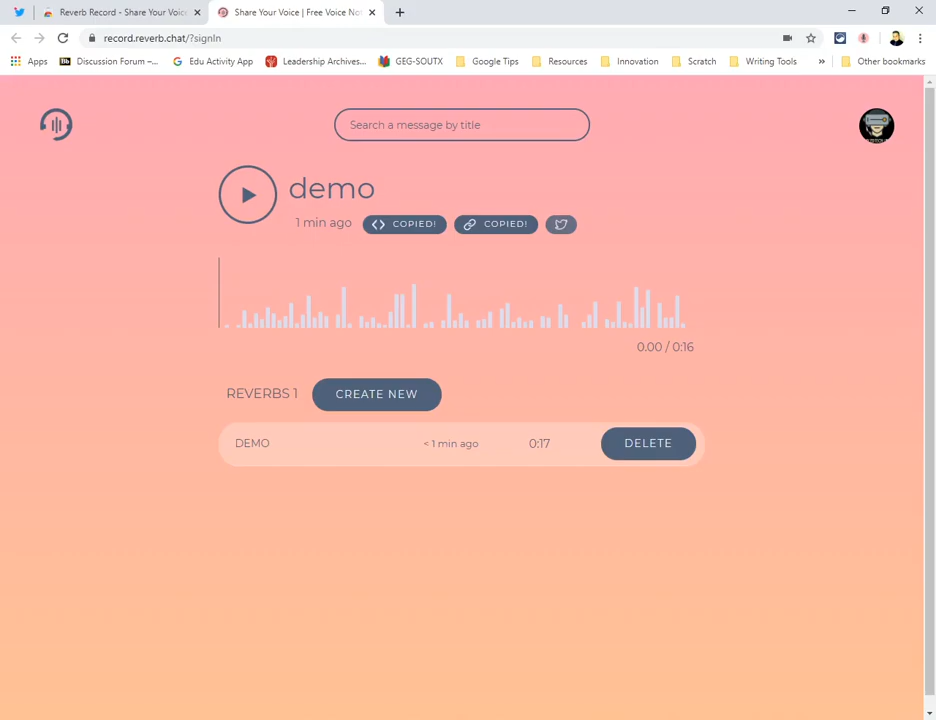 Reverb Record - Share Your Voice
Share Your Voice | Free Voice No
record.reverb.chat/?signIn
Apps
Discussion Forum –...
Edu Activity App
Leadership Archives...
GEG-SOUTX
Google Tips
Resources
Innovation
Scratch
Writing Tools
»
Other bookmarks
Search a message by title
demo
1 min ago
COPIED!
COPIED!
0.00 / 0:16
REVERBS 1
CREATE NEW
DEMO
< 1 min ago
0:17
DELETE